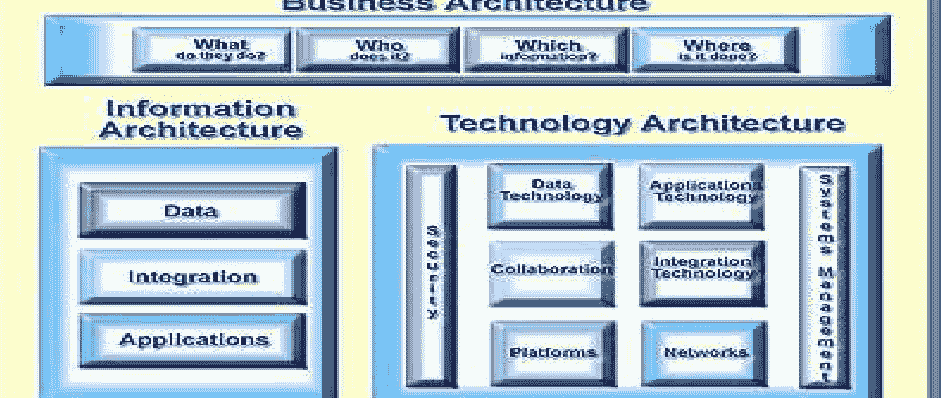 Business Architecture
What
do they do?
Who
does it?
Which
information?
Where
is it done?
Information
Architecture
Technology Architecture
Data
Integration
Applications
Security
Data
Technology
Applications
Technology
Collaboration
Integration
Technology
Platforms
Networks
Systems Management